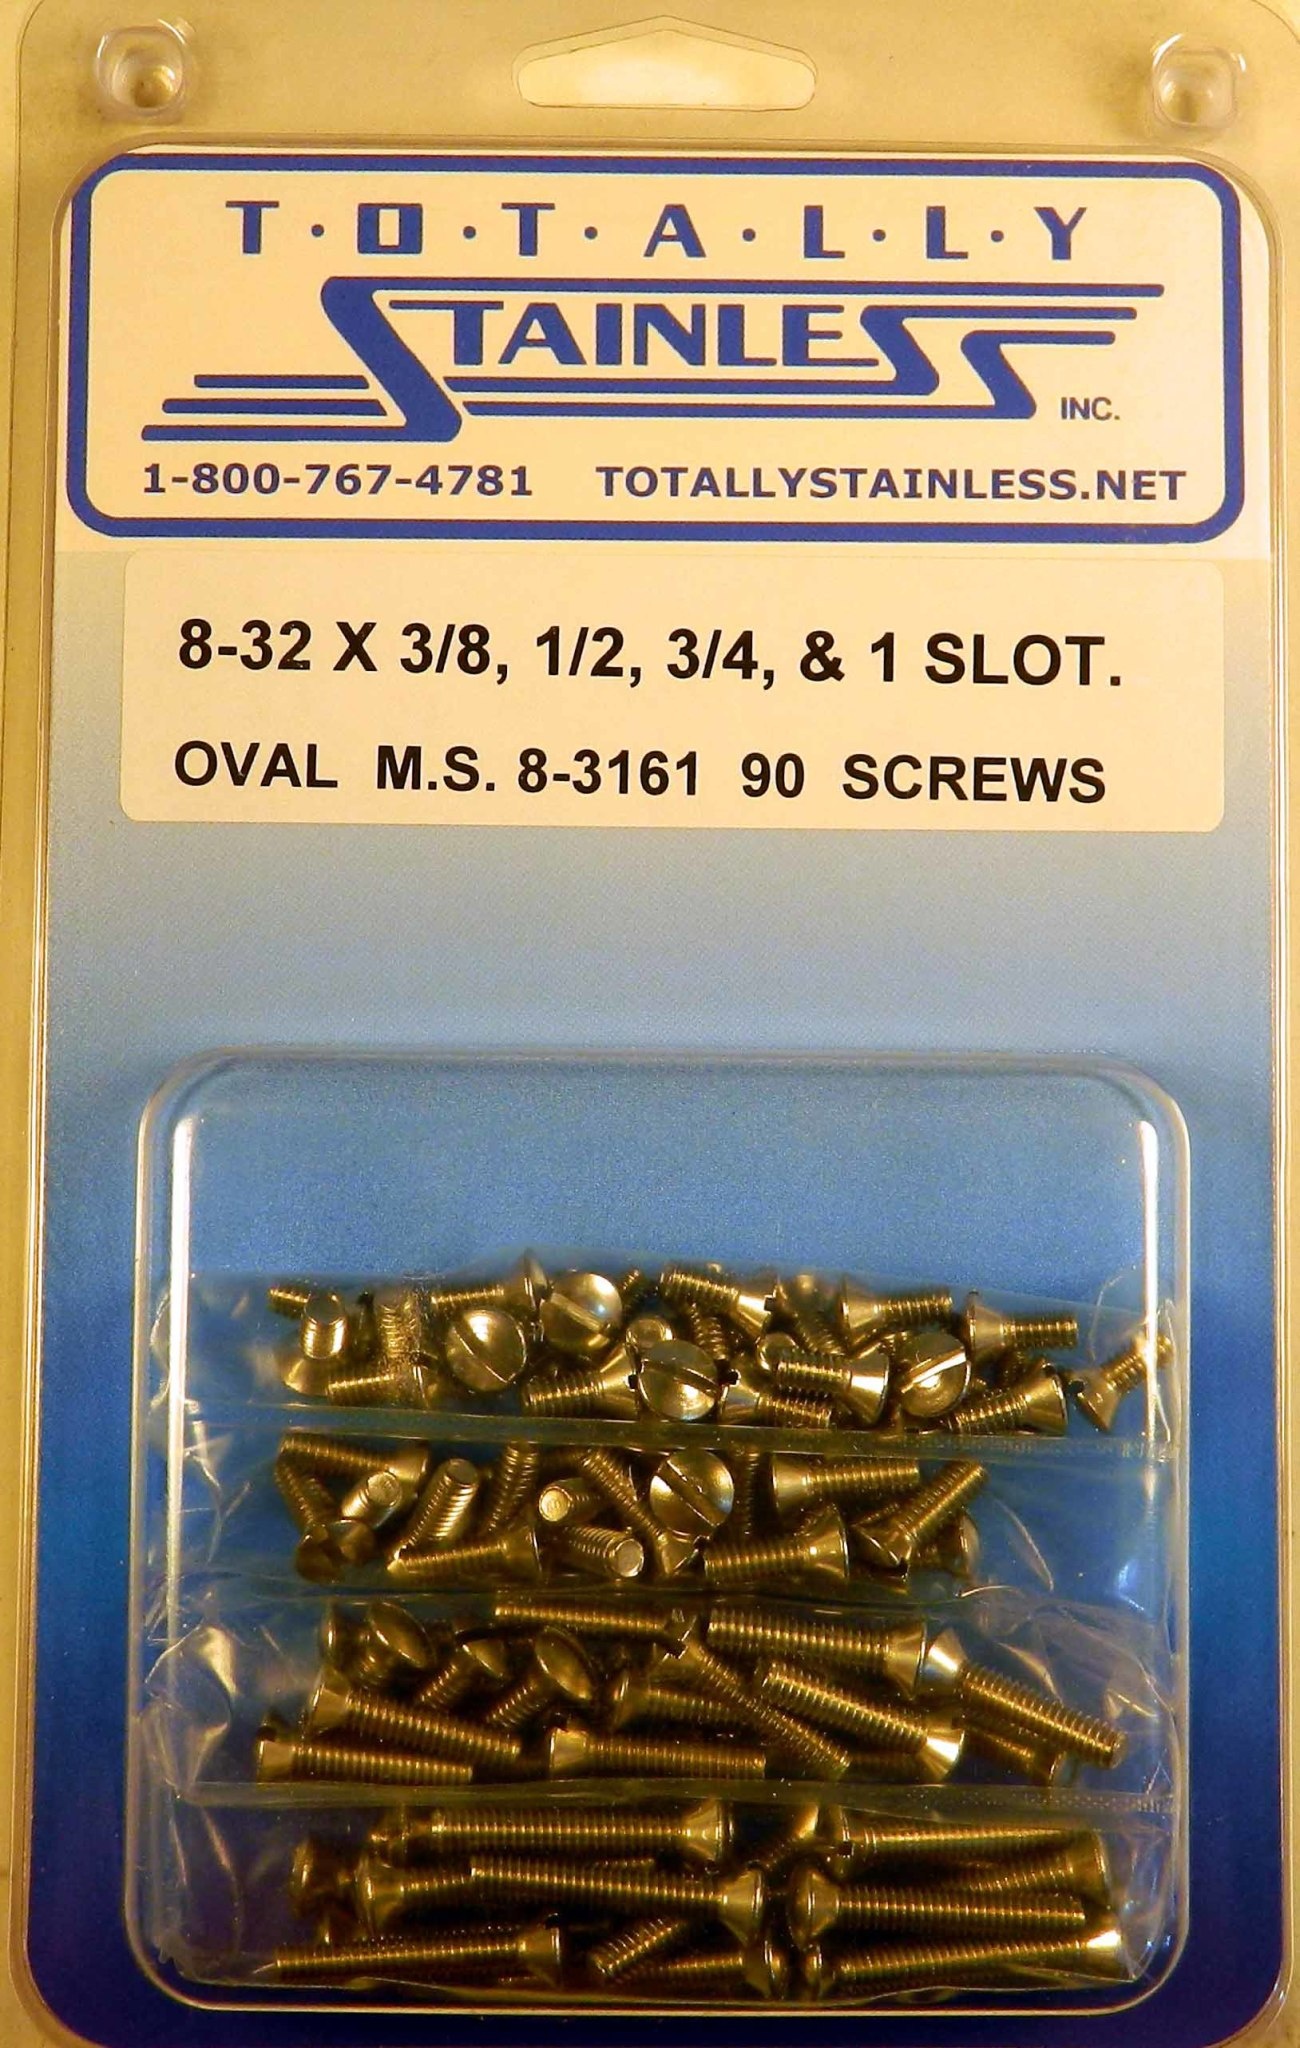 T·O·T·A·L·L·Y
STAINLESS
INC.
1-800-767-4781 TOTALLYSTAINLESS.NET
8-32 X 3/8, 1/2, 3/4, & 1 SLOT.
OVAL M.S. 8-3161 90 SCREWS